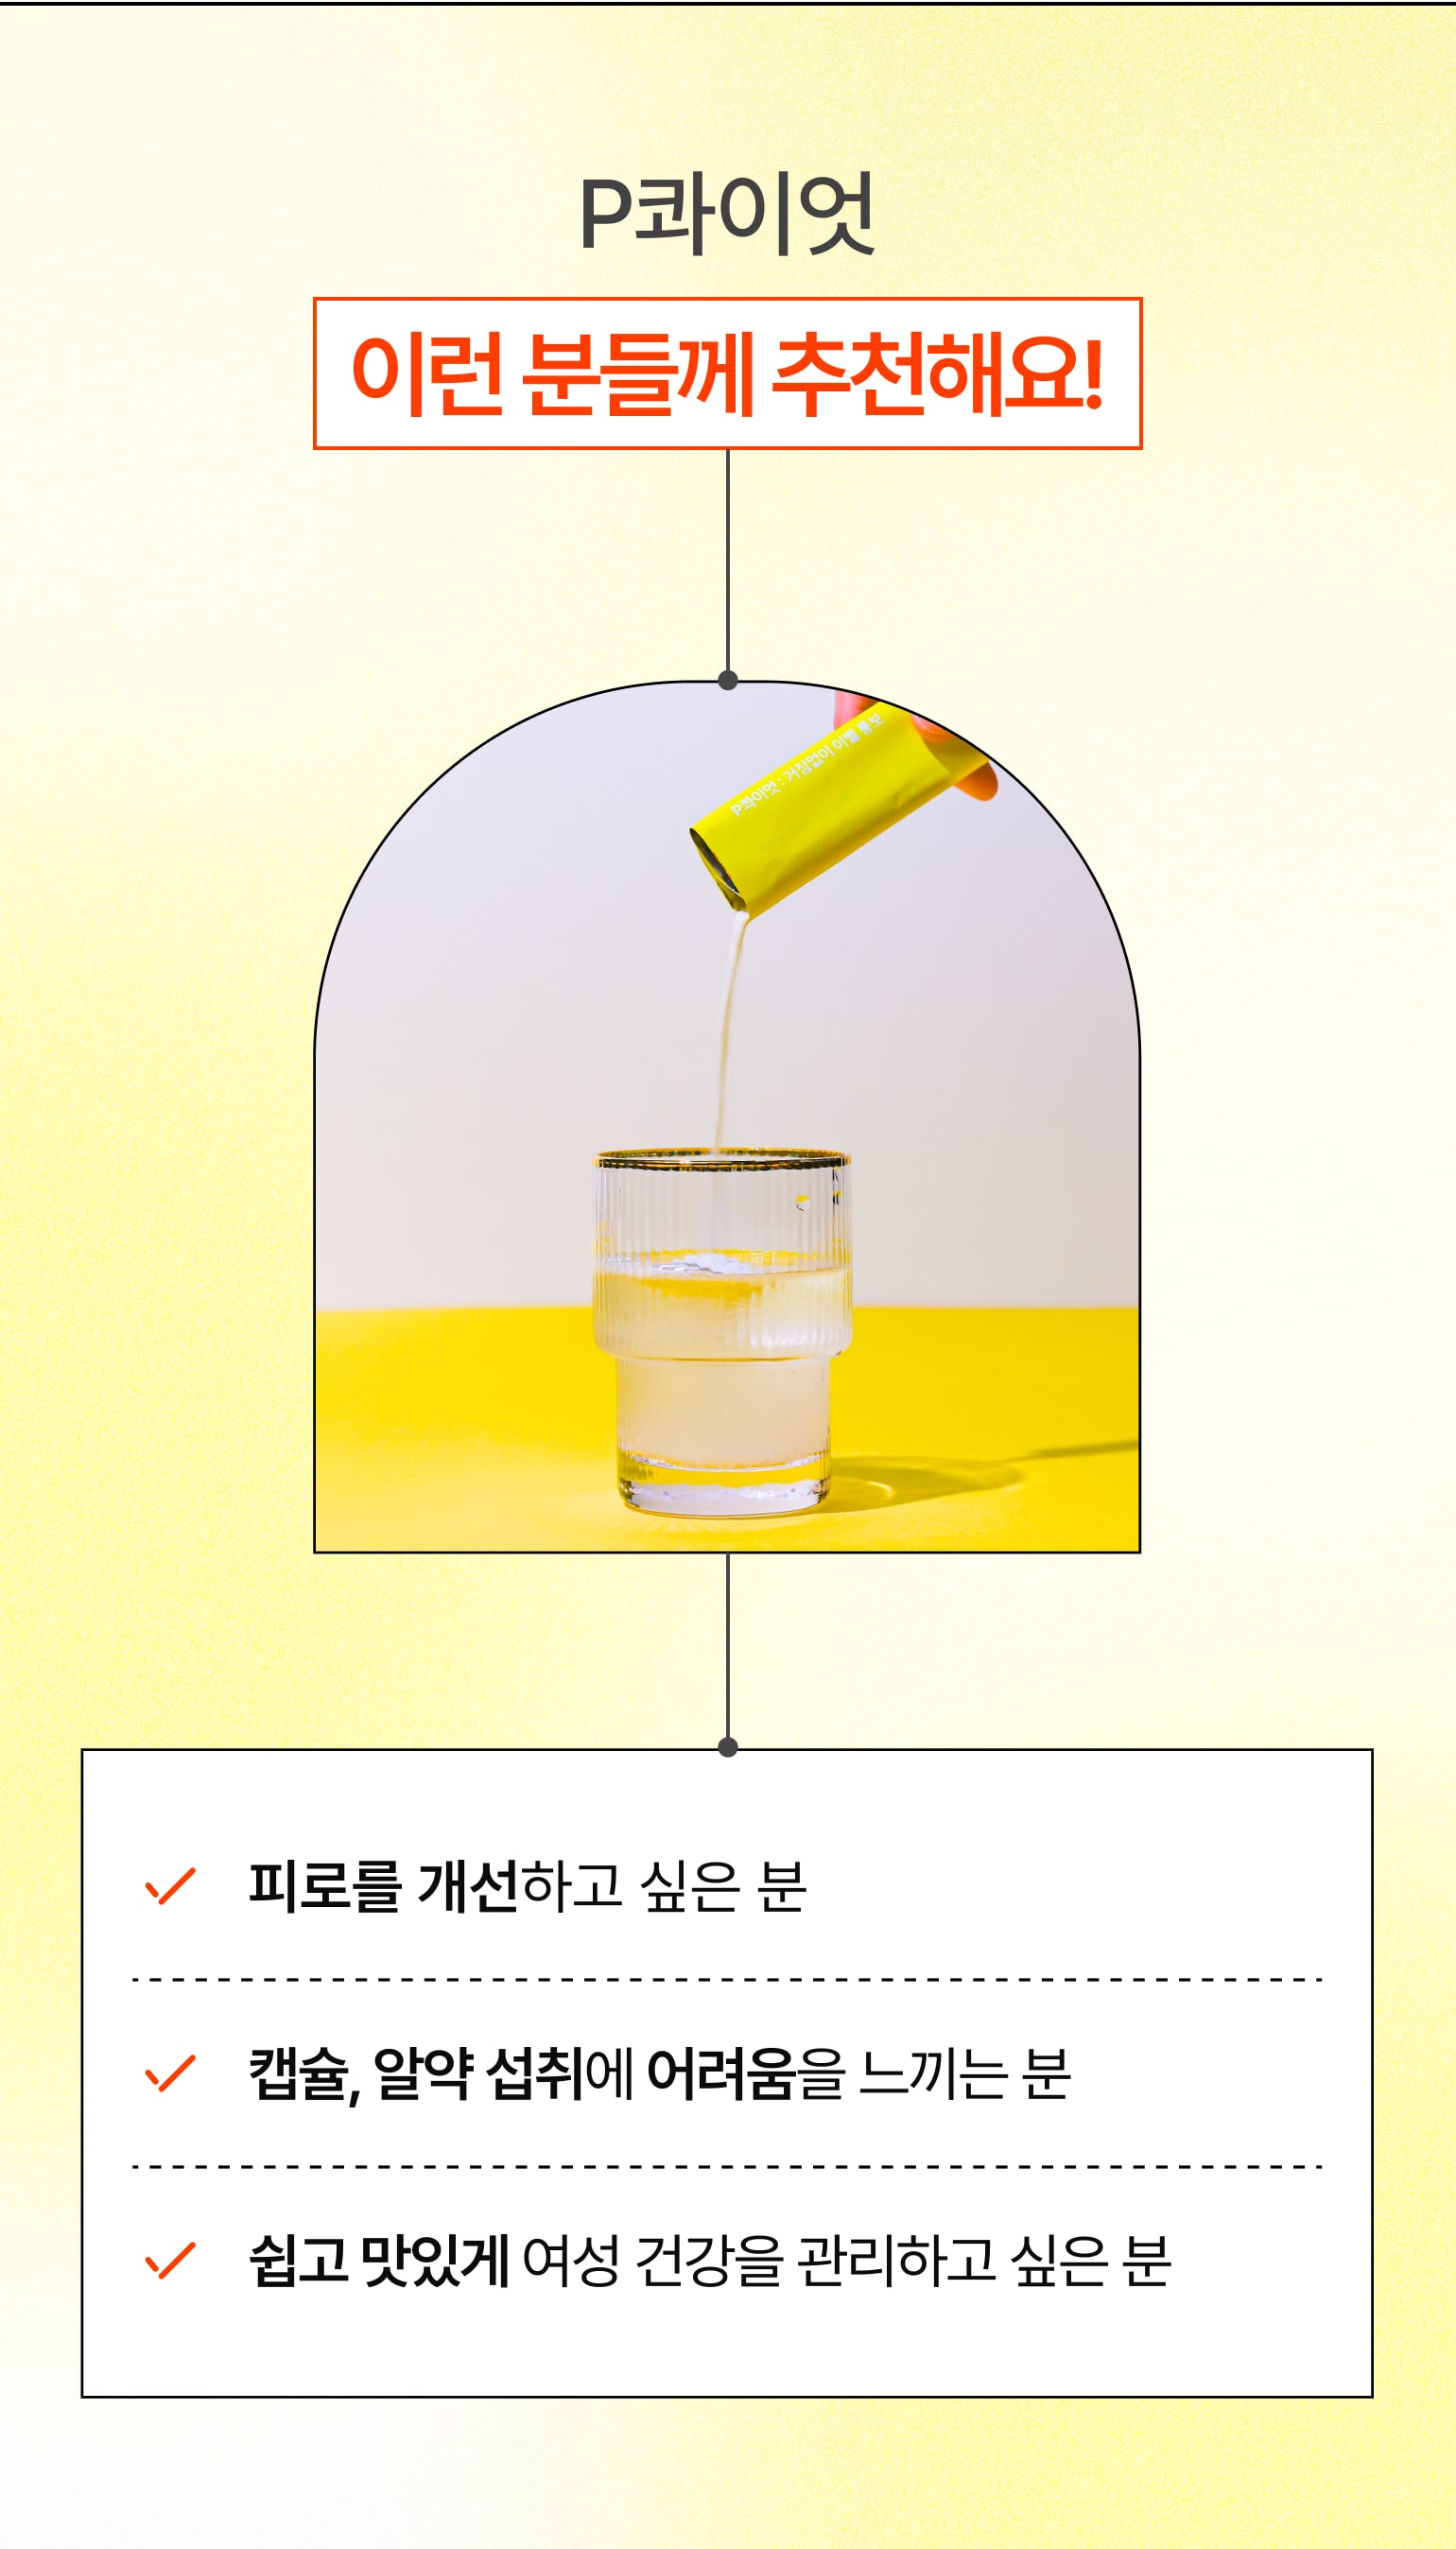 P콰이엇
이런 분들께 추천해요!
P콰이엇 : 거침없이 이별 통보
피로를 개선하고 싶은 분
캡슐, 알약 섭취에 어려움을 느끼는 분
쉽고 맛있게 여성 건강을 관리하고 싶은 분